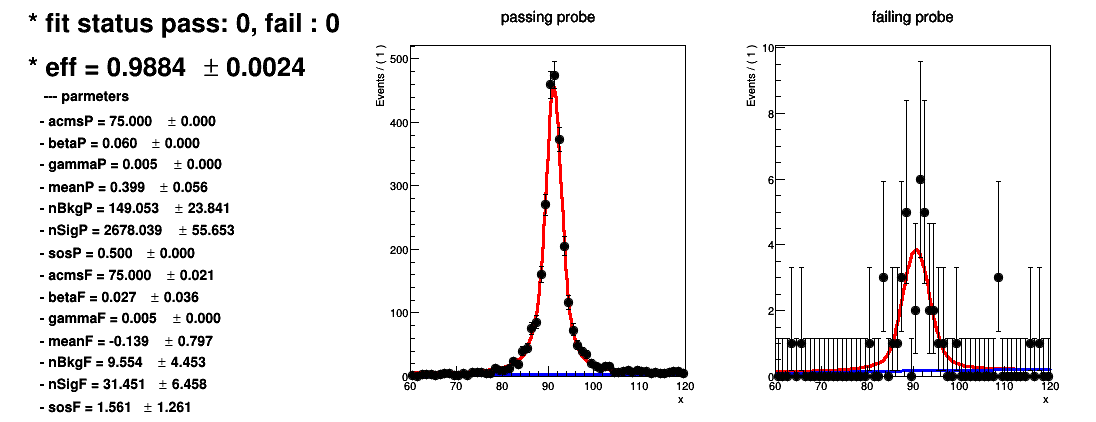 * fit status pass: 0, fail : 0
* eff = 0.9884 ± 0.0024
--- parmeters
- acmsP = 75.000 ± 0.000
- betaP = 0.060 ± 0.000
- gammaP = 0.005 ± 0.000
- meanP = 0.399 ± 0.056
- nBkgP = 149.053 ± 23.841
- nSigP = 2678.039 ± 55.653
- sosP = 0.500 ± 0.000
- acmsF = 75.000 ± 0.021
- betaF = 0.027 ± 0.036
- gammaF = 0.005 ± 0.000
- meanF = -0.139 ± 0.797
- nBkgF = 9.554 ± 4.453
- nSigF = 31.451 ± 6.458
- sosF = 1.561 ± 1.261
passing probe
Events / ( 1 )
500
400
300
200
100
0
60 70 80 90 100 110 120
x
failing probe
Events / ( 1 )
10
8
6
4
2
0
60 70 80 90 100 110 120
x